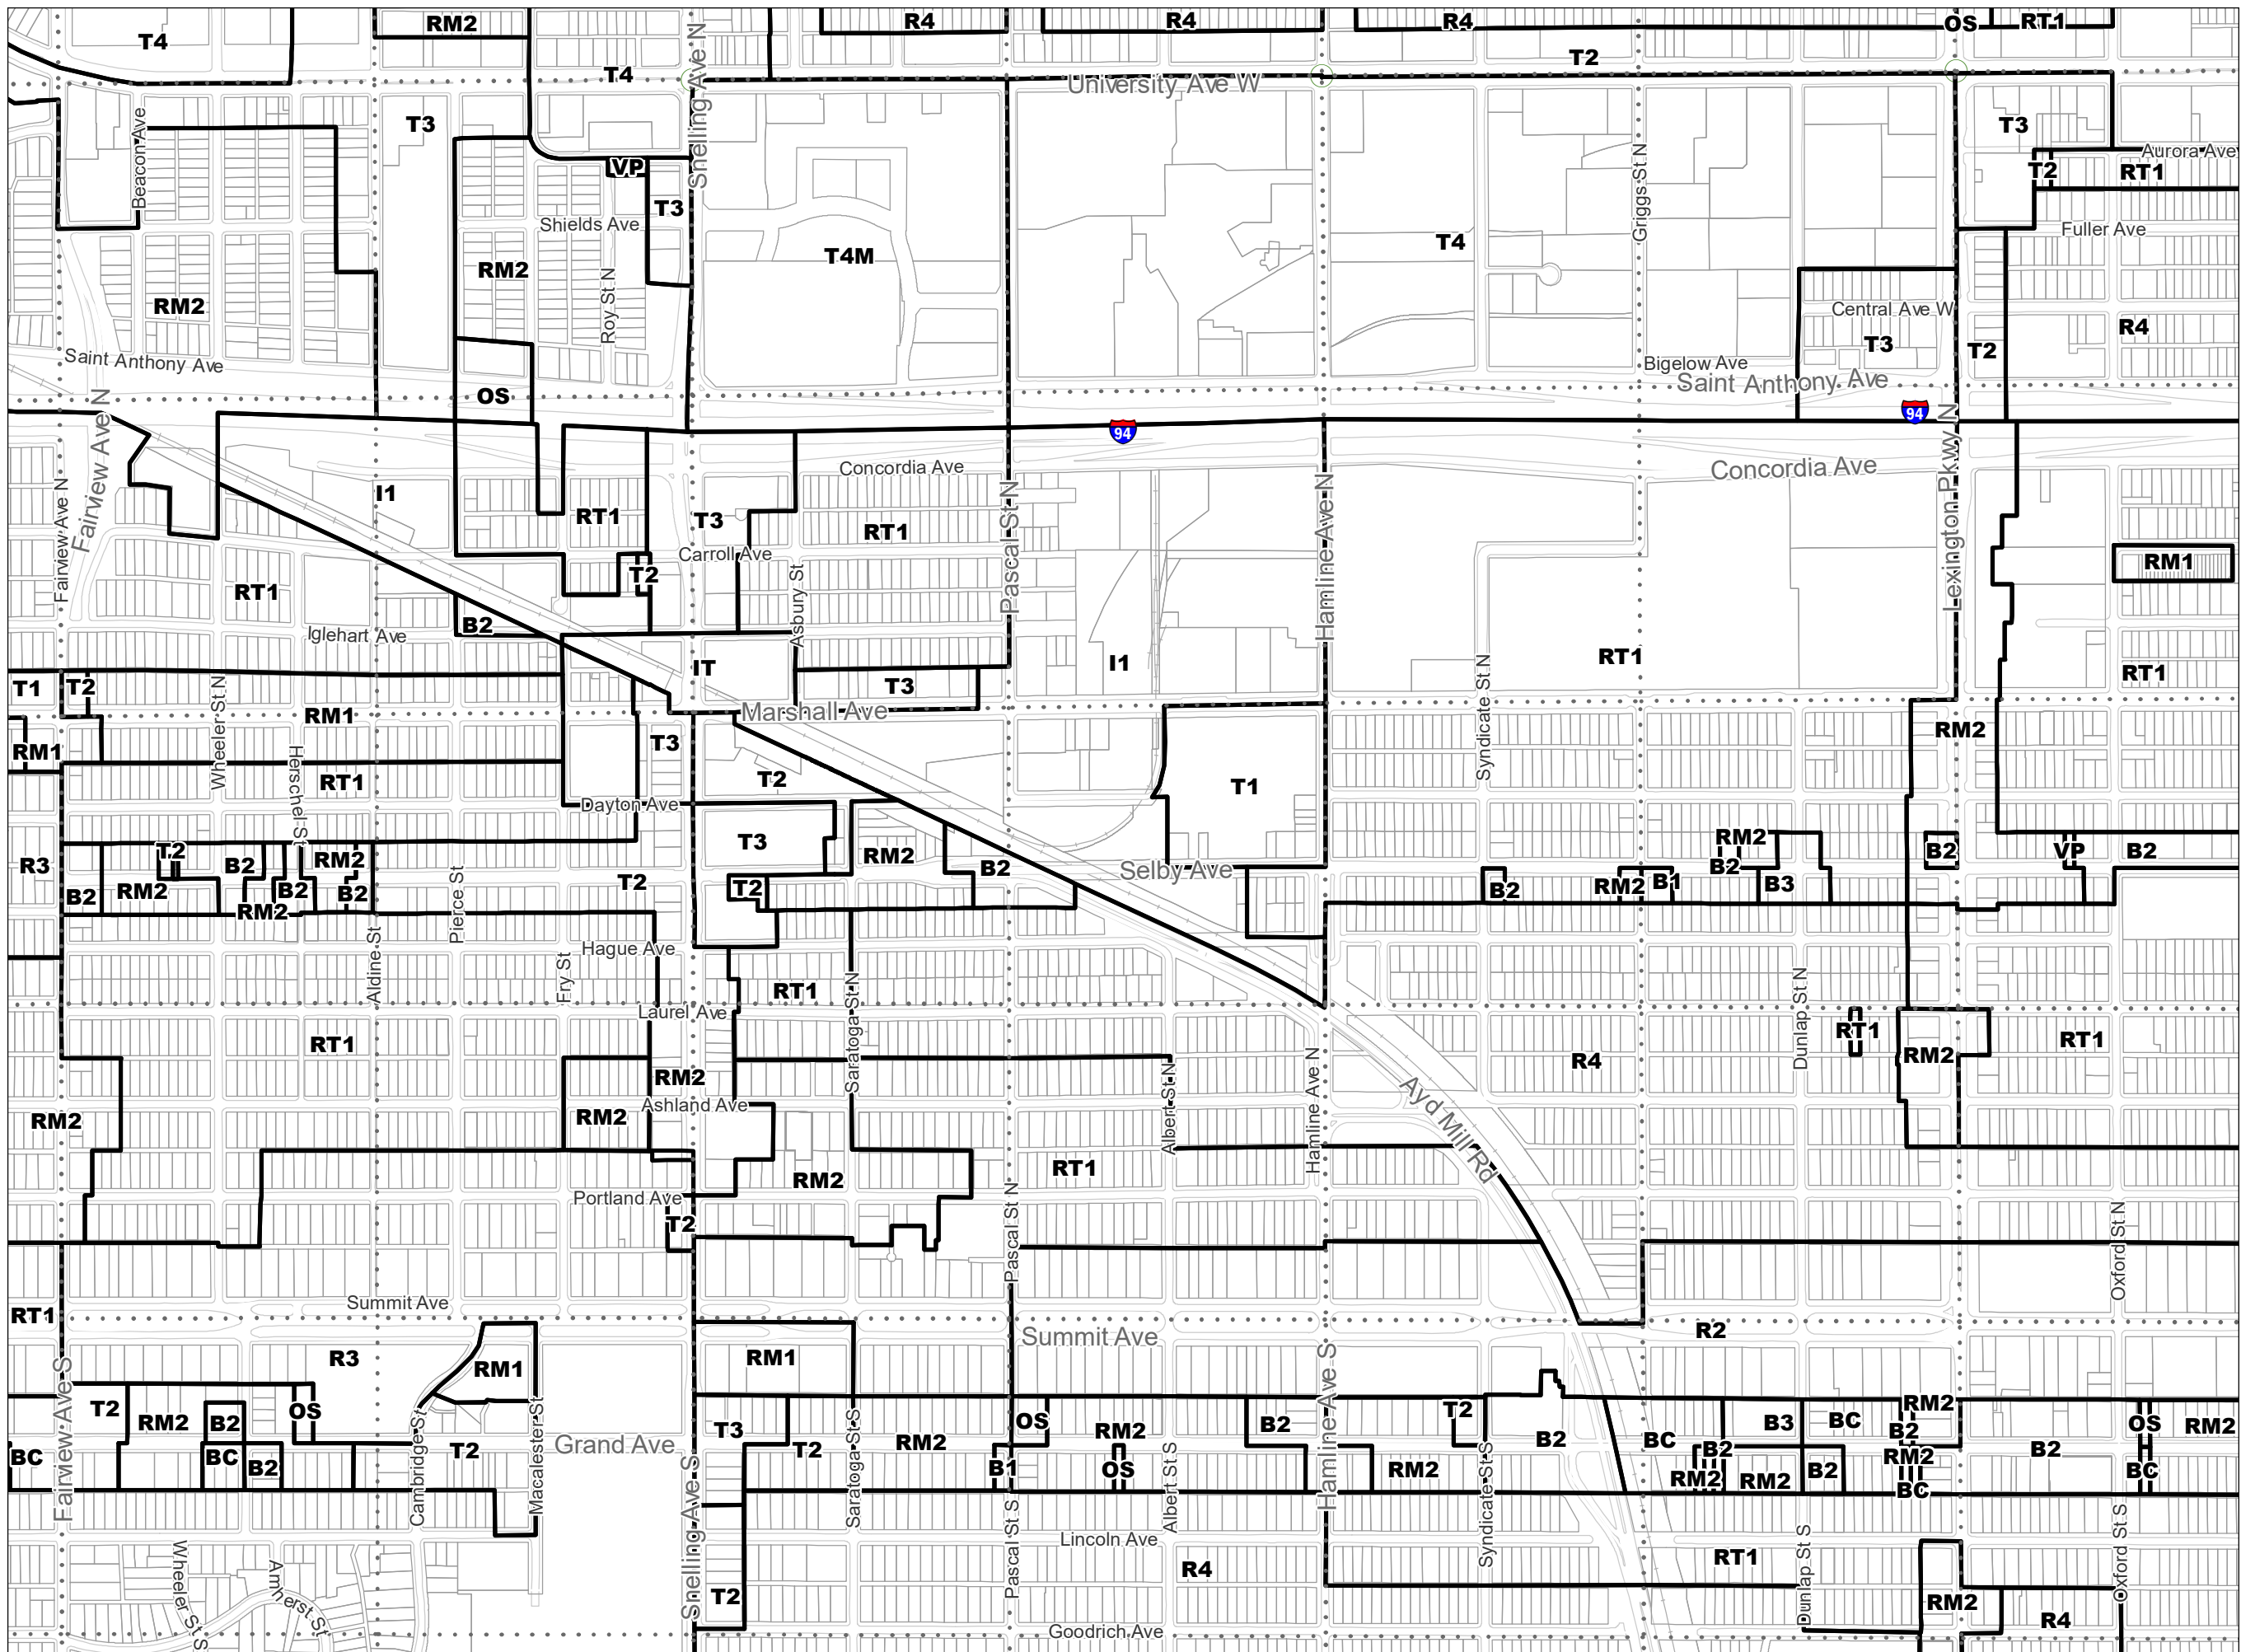 RM2
R4
R4
R4
OS
RT1
T4
T4
T2
University Ave W
Snelling Ave N
Beacon Ave
T3
T3
Aurora Ave
VP
T2
RT1
Griggs St N
T3
Shields Ave
Fuller Ave
T4M
T4
RM2
RM2
Roy St N
Central Ave W
R4
T3
T2
Saint Anthony Ave
Bigelow Ave
Saint Anthony Ave
OS
94
94
Fairview Ave N
Lexington Pkwy N
Concordia Ave
Concordia Ave
I1
Fairview Ave N
RT1
T3
RT1
Pascal St N
Hamline Ave N
Carroll Ave
RM1
T2
RT1
Asbury St
B2
Iglehart Ave
IT
I1
RT1
RT1
T1
T2
T3
Wheeler St N
RM1
Marshall Ave
Syndicate St N
RM2
RM1
T3
Herschel St
RT1
T2
T1
Dayton Ave
T3
RM2
T2
B2
RM2
RM2
B2
B2
VP
B2
R3
B2
Selby Ave
B2
RM2
B2
B2
T2
T2
B2
RM2
B1
B3
RM2
Pierce St
Aldine St
Hague Ave
Fry St
RT1
Saratoga St N
Dunlap St N
Laurel Ave
RT1
RT1
RT1
R4
RM2
RM2
Ashland Ave
Albert St N
Hamline Ave N
Ayd Mill Rd
RM2
RM2
RT1
RM2
Portland Ave
T2
Pascal St N
Oxford St N
Summit Ave
RT1
Summit Ave
R2
R3
RM1
RM1
Fairview Ave S
Hamline Ave S
T2
RM2
B2
OS
Cambridge St
Macalester St
T3
Saratoga St S
OS
RM2
B2
T2
RM2
B3
BC
B2
OS
RM2
BC
BC
B2
T2
Grand Ave
T2
RM2
B1
OS
Albert St S
RM2
B2
BC
B2
RM2
RM2
B2
RM2
BC
B2
Snelling Ave S
Pascal St S
Syndicate St S
Lincoln Ave
R4
RT1
Dunlap St S
Oxford St S
Wheeler St S
Amherst St
T2
RM2
R4
Goodrich Ave